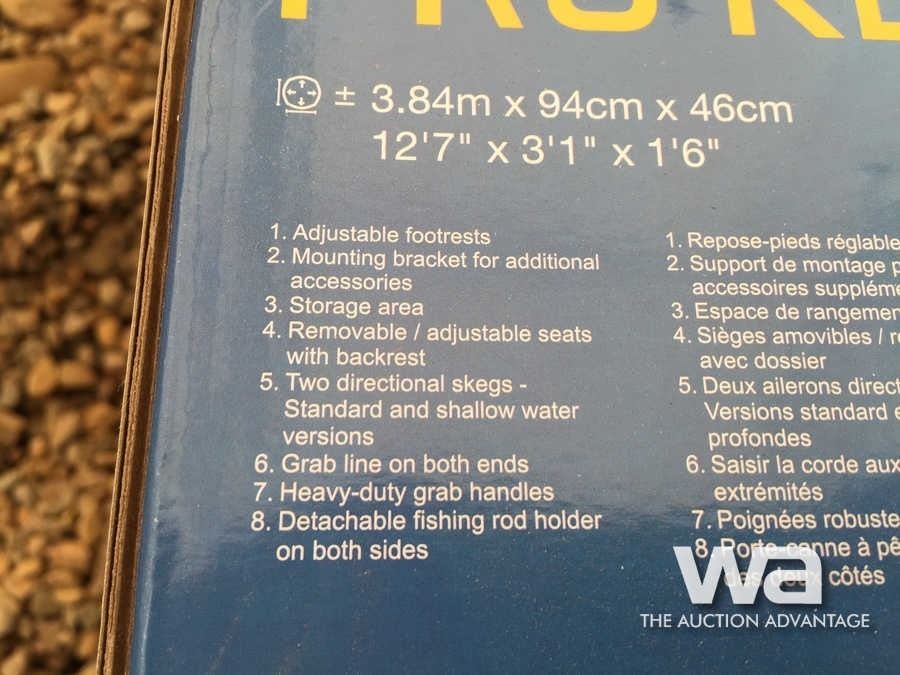 PRO
± 3.84m x 94cm x 46cm
12'7" x 3'1" x 1'6"
1. Adjustable footrests
2. Mounting bracket for additional
accessories
3. Storage area
4. Removable / adjustable seats
with backrest
5. Two directional skegs -
Standard and shallow water
versions
6. Grab line on both ends
7. Heavy-duty grab handles
8. Detachable fishing rod holder
on both sides
1. Repose-pieds réglable
2. Support de montage p
accessoires suppléme
3. Espace de rangemen
4. Sièges amovibles / r
avec dossier
5. Deux ailerons direct
Versions standard e
profondes
6. Saisir la corde aux
extrémités
7. Poignées robuste
8. Porte-canne à pê
des deux côtés
wa
THE AUCTION ADVANTAGE